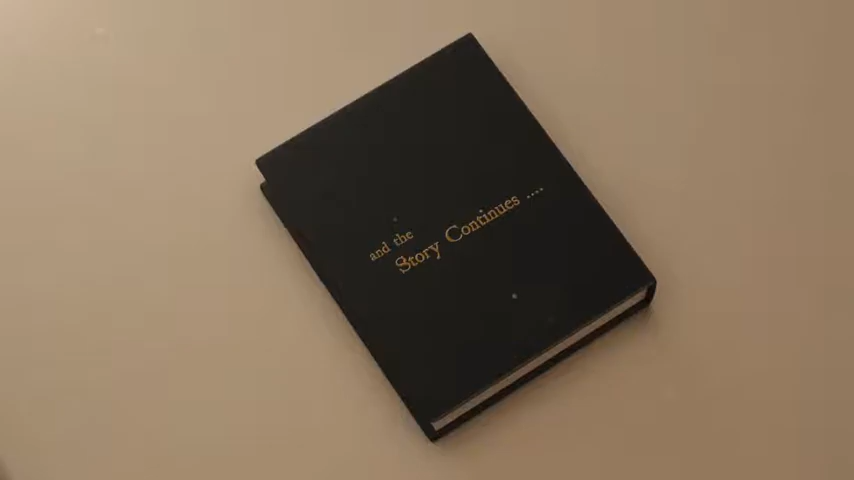 and the
Story Continues ....